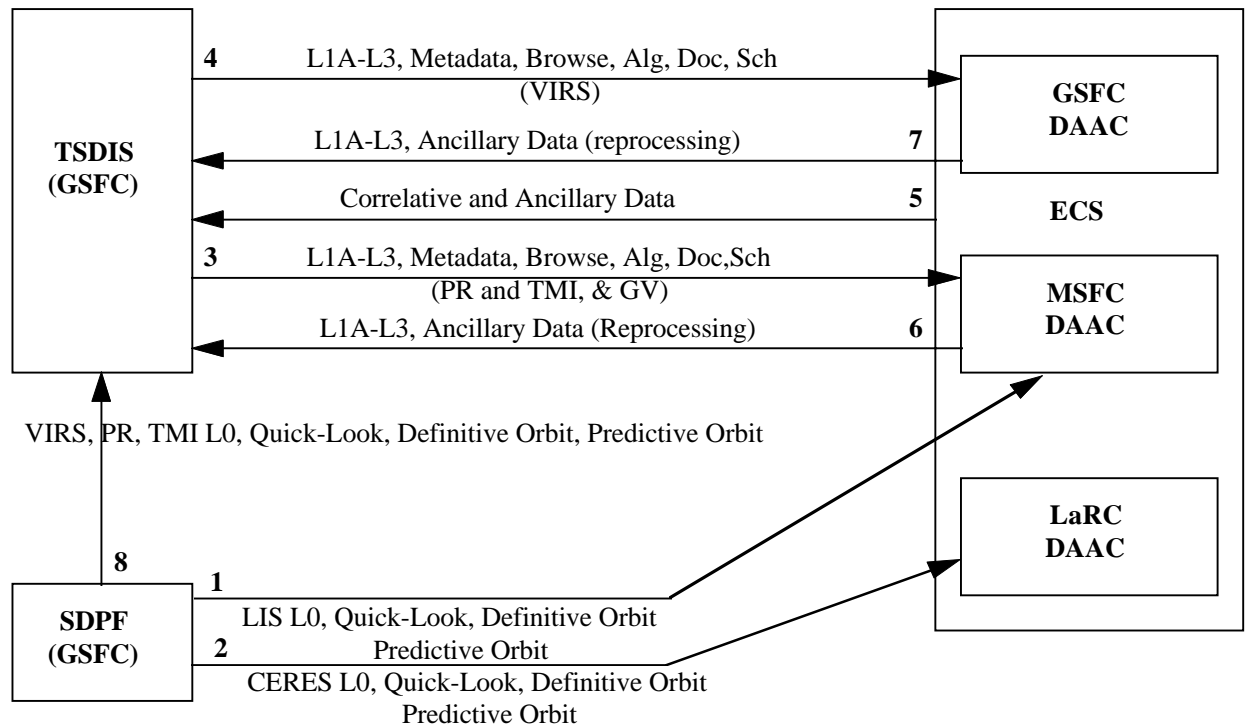 4
L1A-L3, Metadata, Browse, Alg, Doc, Sch
(VIRS)
GSFC
DAAC
TSDIS
(GSFC)
L1A-L3, Ancillary Data (reprocessing)
7
Correlative and Ancillary Data
5
ECS
3
L1A-L3, Metadata, Browse, Alg, Doc,Sch
(PR and TMI, & GV)
MSFC
DAAC
L1A-L3, Ancillary Data (Reprocessing)
6
VIRS, PR, TMI L0, Quick-Look, Definitive Orbit, Predictive Orbit
LaRC
DAAC
8
1
LIS L0, Quick-Look, Definitive Orbit
Predictive Orbit
SDPF
(GSFC)
2
CERES L0, Quick-Look, Definitive Orbit
Predictive Orbit